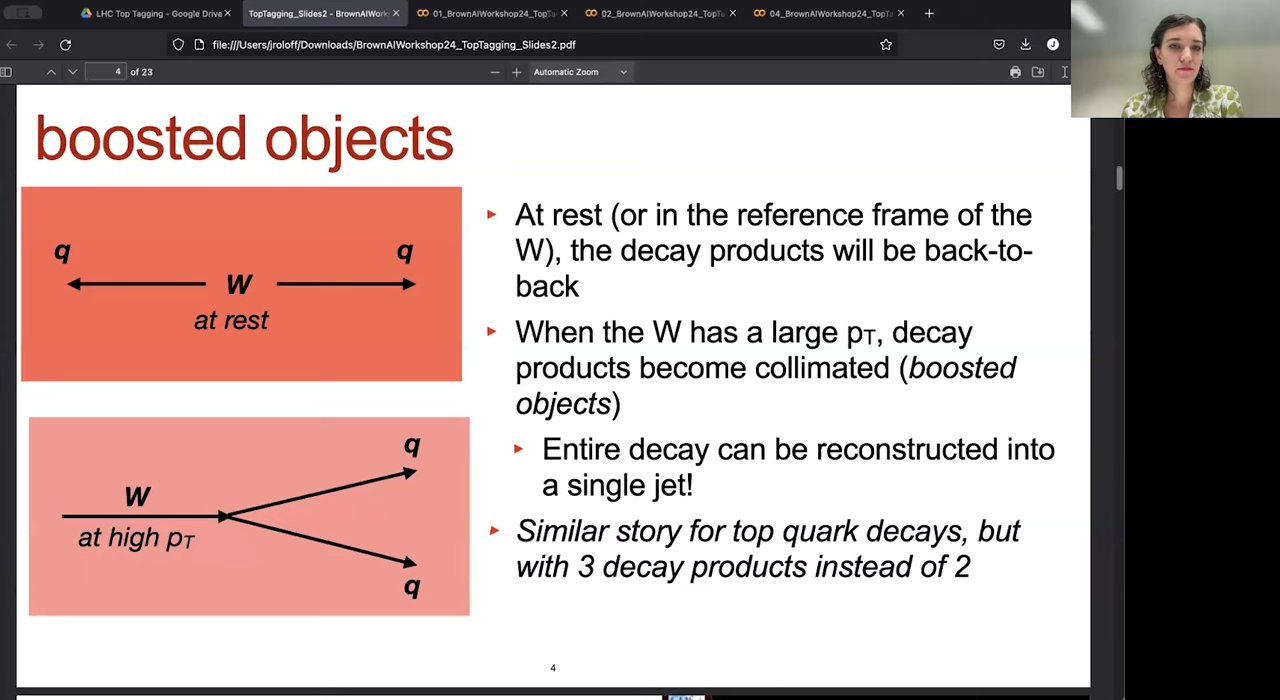 LHC Top Tagging - Google Drive
TopTagging_Slides2 - BrownAIWork
01_BrownAIWorkshop24_TopT
02_BrownAIWorkshop24_TopT
04_BrownAIWorkshop24_TopTa
file:///Users/jroloff/Downloads/BrownAIWorkshop24_TopTagging_Slides2.pdf
J
4 of 23
Automatic Zoom
boosted objects
q q
W
at rest
q
W
at high pT
q
At rest (or in the reference frame of the
W), the decay products will be back-to-
back
When the W has a large pT, decay
products become collimated (boosted
objects)
Entire decay can be reconstructed into
a single jet!
Similar story for top quark decays, but
with 3 decay products instead of 2
4